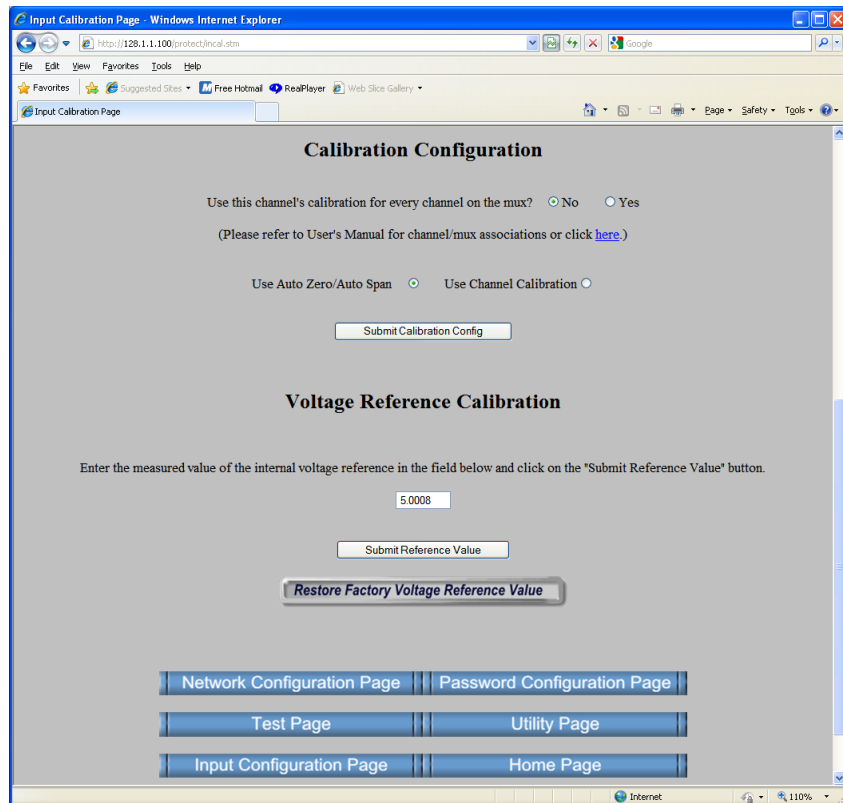 Input Calibration Page - Windows Internet Explorer
http://128.1.1.100/protect/incal.stm
Google
File Edit View Favorites Tools Help
Favorites Suggested Sites Free Hotmail RealPlayer Web Slice Gallery
Input Calibration Page Page Safety Tools
Calibration Configuration
Use this channel's calibration for every channel on the mux? No Yes
(Please refer to User's Manual for channel/mux associations or click here.)
Use Auto Zero/Auto Span Use Channel Calibration
Submit Calibration Config
Voltage Reference Calibration
Enter the measured value of the internal voltage reference in the field below and click on the "Submit Reference Value" button.
5.0008
Submit Reference Value
Restore Factory Voltage Reference Value
Network Configuration Page Password Configuration Page
Test Page Utility Page
Input Configuration Page Home Page
Internet 110%